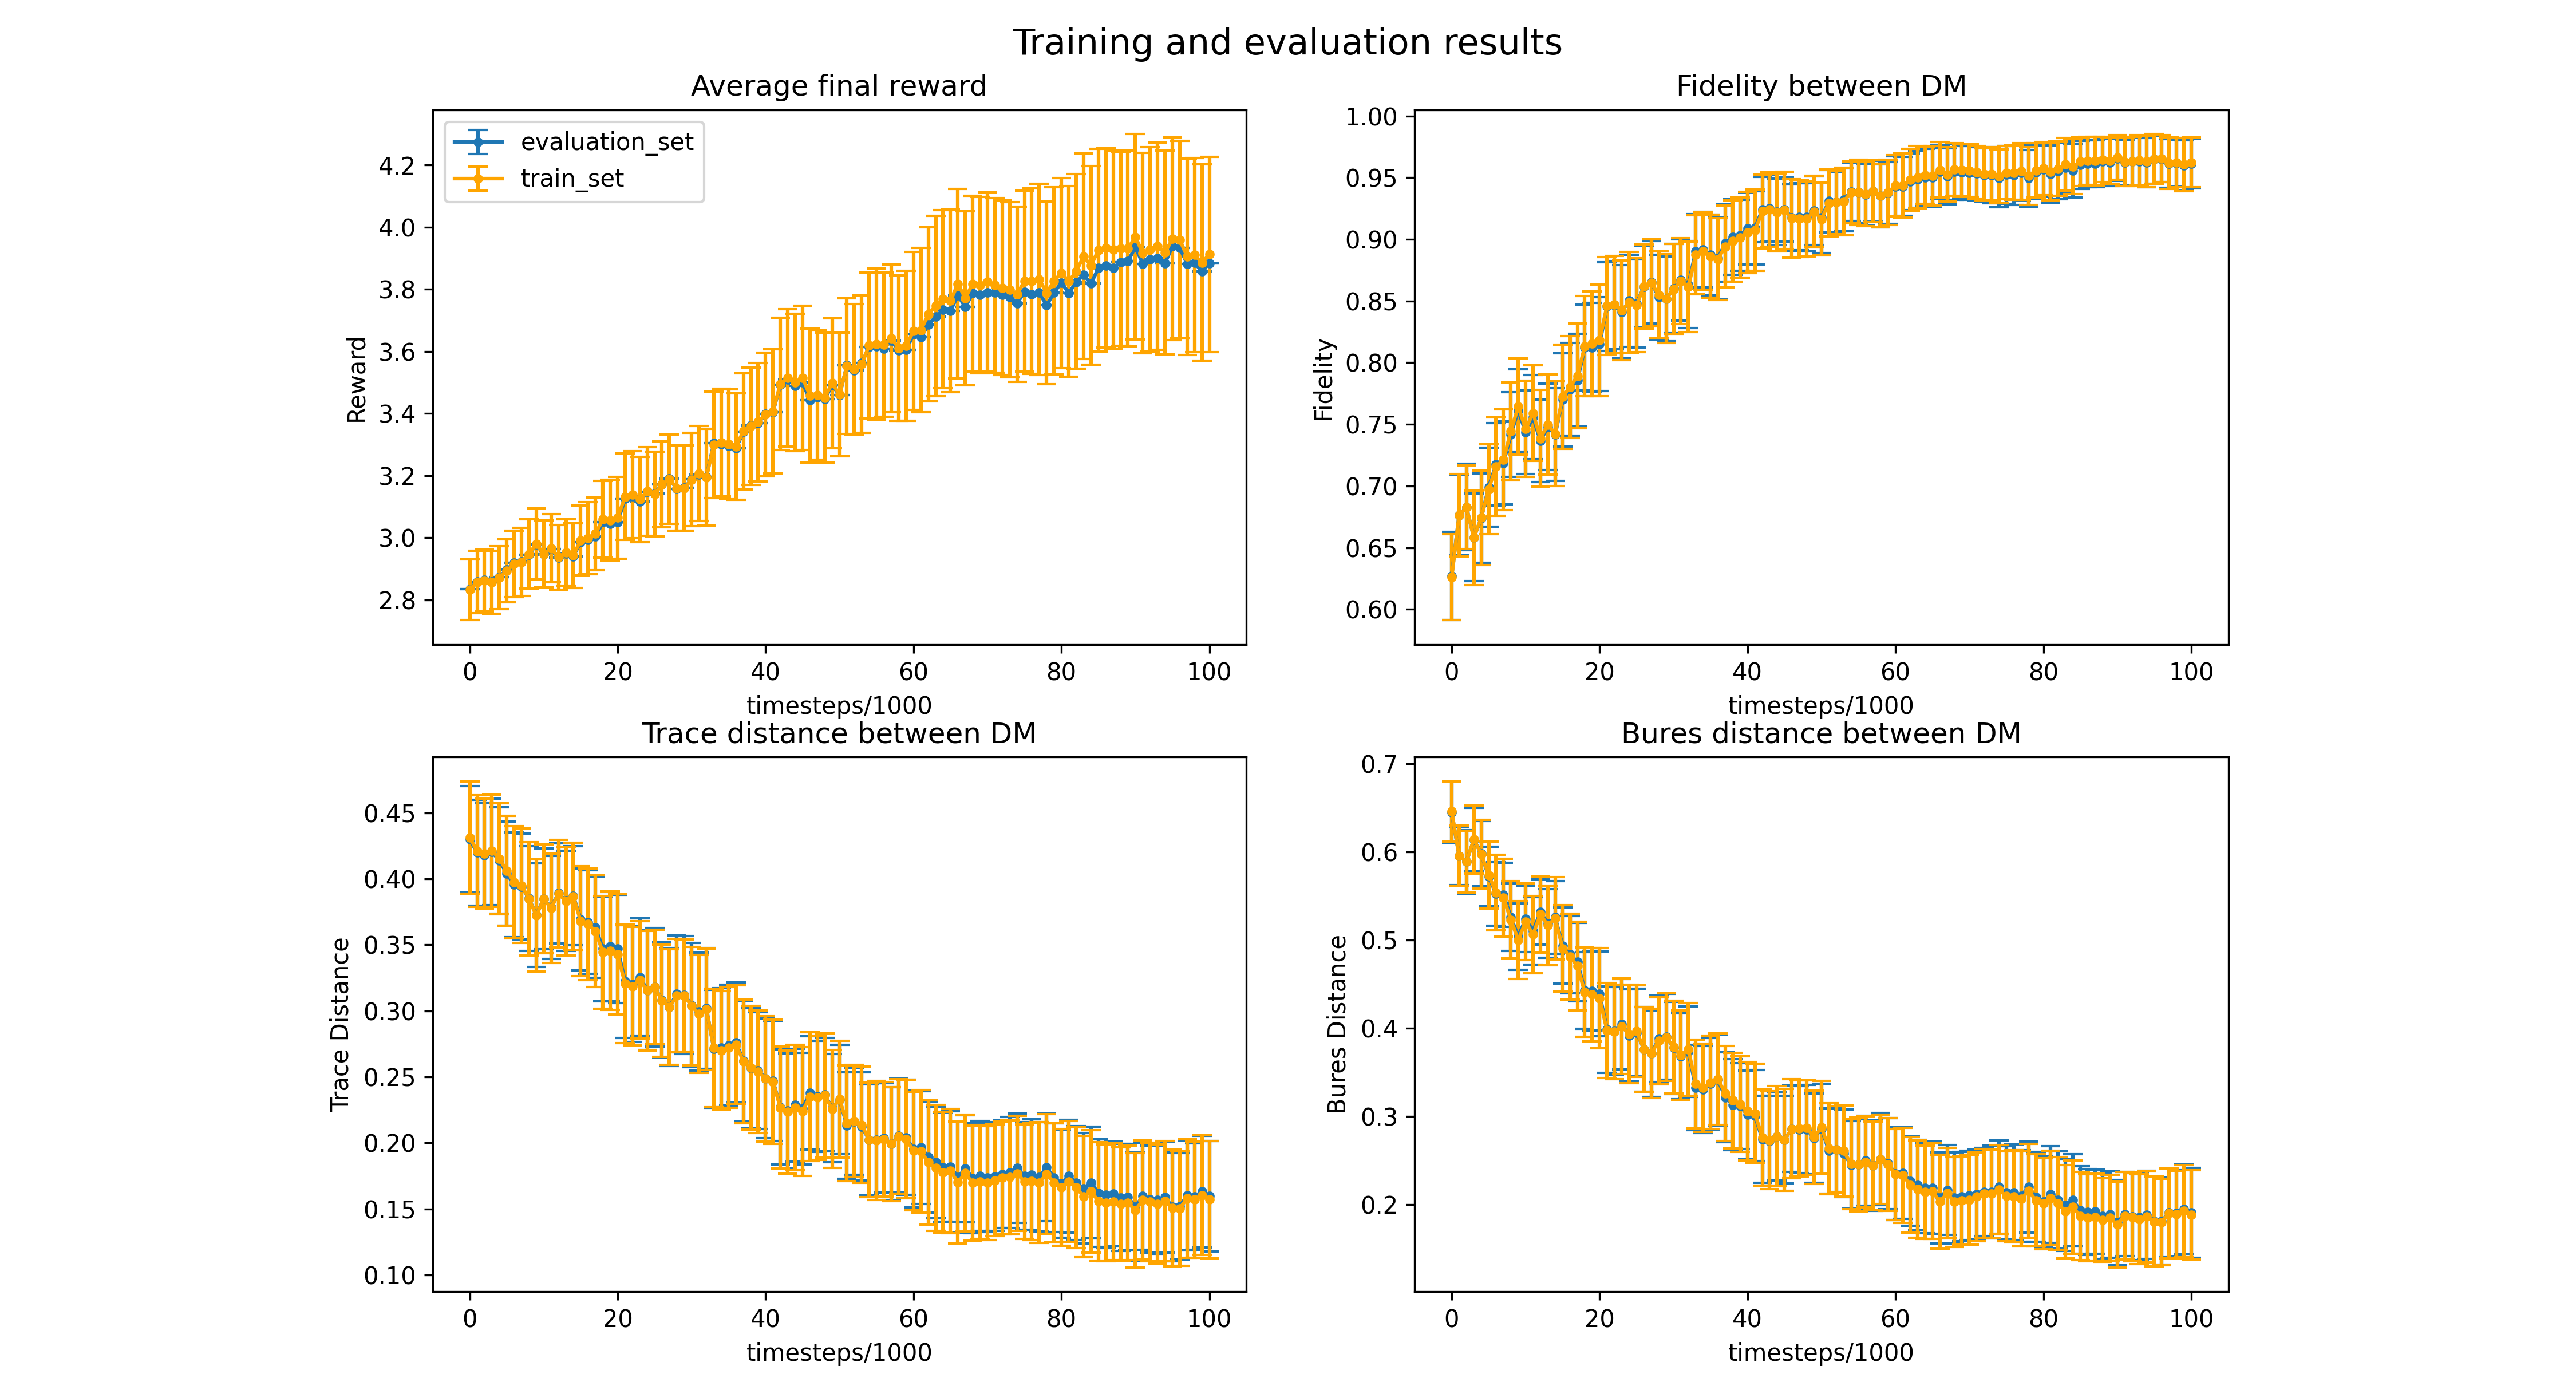 Training and evaluation results
Average final reward
evaluation_set
train_set
Reward
4.2
4.0
3.8
3.6
3.4
3.2
3.0
2.8
0 20 40 60 80 100
timesteps/1000
Fidelity between DM
Fidelity
1.00
0.95
0.90
0.85
0.80
0.75
0.70
0.65
0.60
0 20 40 60 80 100
timesteps/1000
Trace distance between DM
Trace Distance
0.45
0.40
0.35
0.30
0.25
0.20
0.15
0.10
0 20 40 60 80 100
timesteps/1000
Bures distance between DM
Bures Distance
0.7
0.6
0.5
0.4
0.3
0.2
0 20 40 60 80 100
timesteps/1000